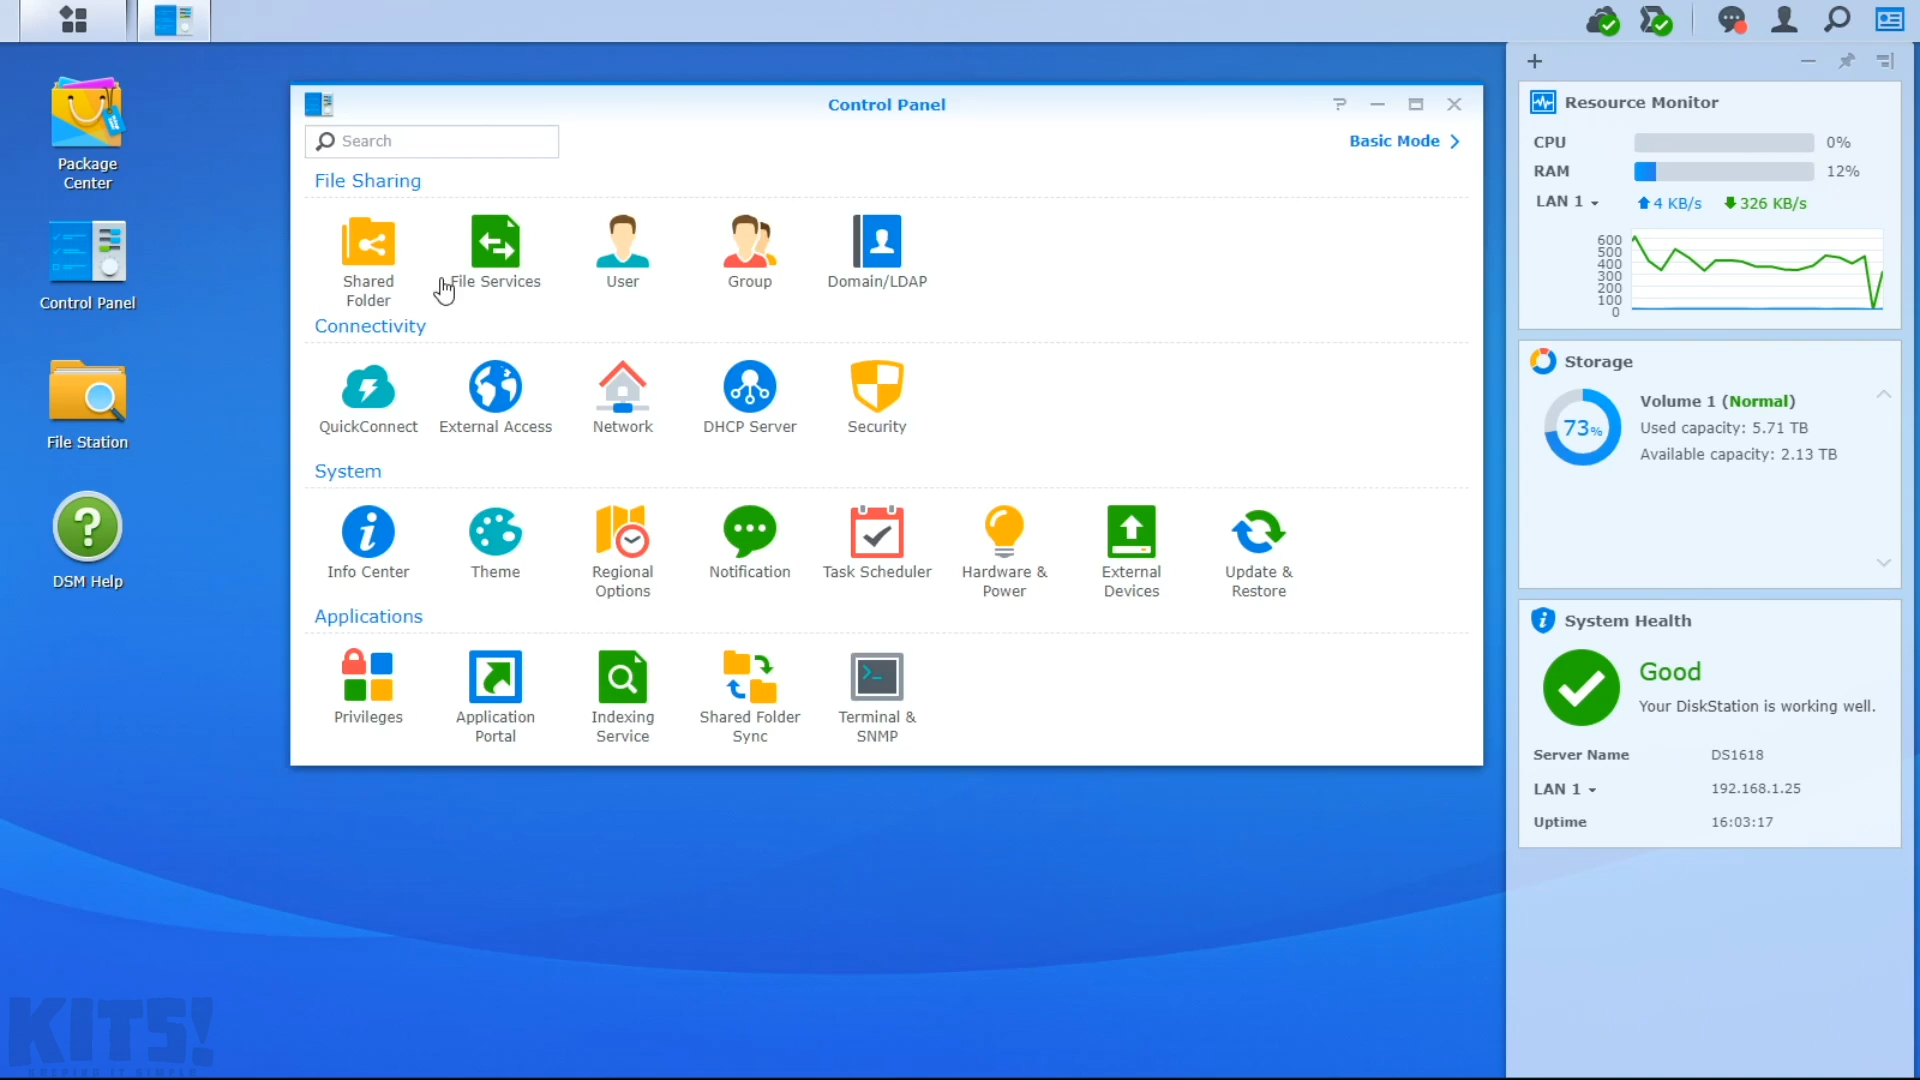 Package
Center
Control Panel
File Station
DSM Help
Control Panel
Search
Basic Mode
File Sharing
Shared
Folder
File Services
User
Group
Domain/LDAP
Connectivity
QuickConnect
External Access
Network
DHCP Server
Security
System
Info Center
Theme
Regional
Options
Notification
Task Scheduler
Hardware &
Power
External
Devices
Update &
Restore
Applications
Privileges
Application
Portal
Indexing
Service
Shared Folder
Sync
Terminal &
SNMP
Resource Monitor
CPU 0%
RAM 12%
LAN 1 4 KB/s 326 KB/s
600
500
400
300
200
100
0
Storage
73%
Volume 1 (Normal)
Used capacity: 5.71 TB
Available capacity: 2.13 TB
System Health
Good
Your DiskStation is working well.
Server Name DS1618
LAN 1 192.168.1.25
Uptime 16:03:17
KITS!
KEEPING IT SIMPLE